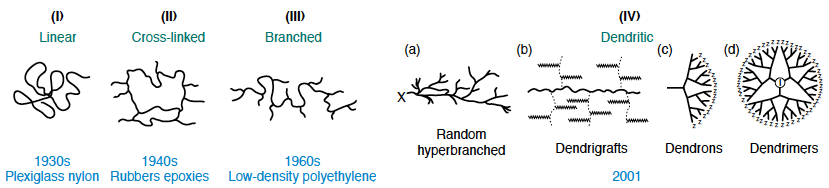 (I)
Linear
1930s
Plexiglass nylon
(II)
Cross-linked
1940s
Rubbers epoxies
(III)
Branched
1960s
Low-density polyethylene
(IV)
Dendritic
(a)
X
Random
hyperbranched
(b)
Dendrigrafts
(c)
Dendrons
(d)
I
Dendrimers
2001